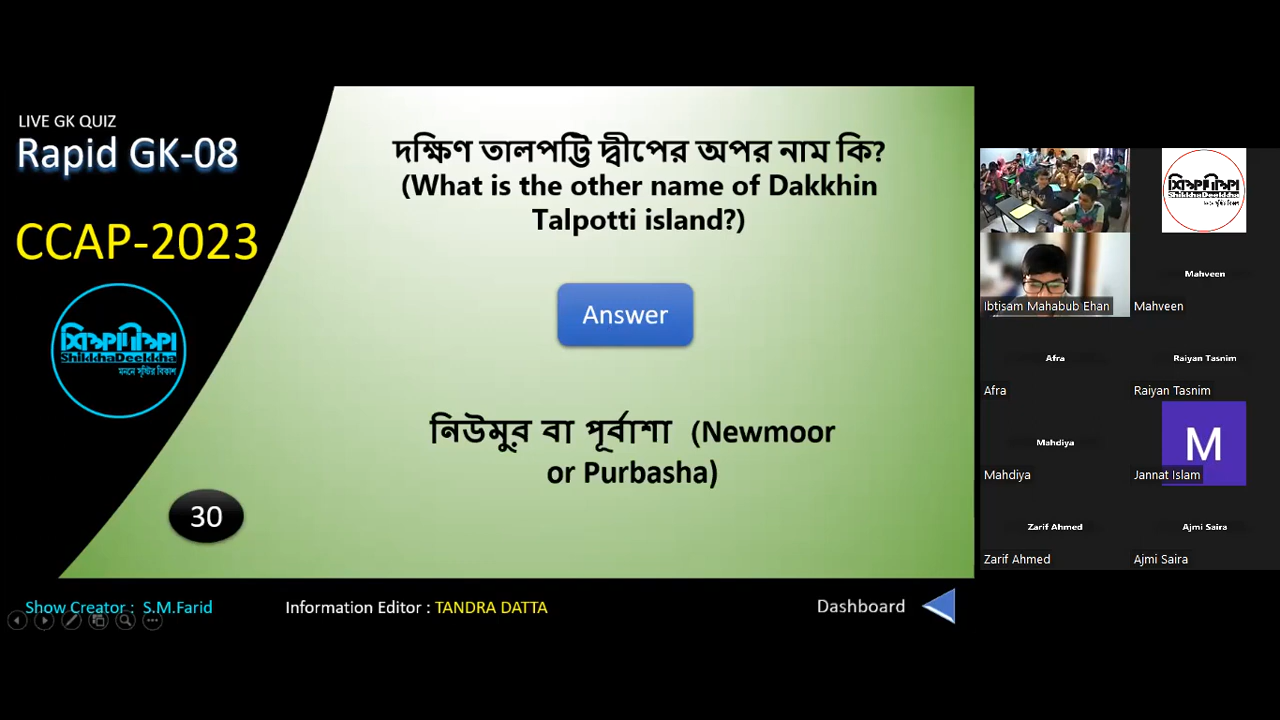 LIVE GK QUIZ
Rapid GK-08
CCAP-2023
শিক্ষাদীক্ষা
ShikkhaDeekkha
মননে সৃষ্টির বিকাশ
30
দক্ষিণ তালপট্টি দ্বীপের অপর নাম কি?
(What is the other name of Dakkhin
Talpotti island?)
Answer
নিউমুর বা পূর্বাশা (Newmoor
or Purbasha)
Show Creator : S.M.Farid
Information Editor : TANDRA DATTA
Dashboard
শিক্ষাদীক্ষা
ShikkhaDeekkha
Ibtisam Mahabub Ehan
Mahveen
Mahveen
Afra
Afra
Raiyan Tasnim
Raiyan Tasnim
Mahdiya
Mahdiya
M
Jannat Islam
Zarif Ahmed
Zarif Ahmed
Ajmi Saira
Ajmi Saira